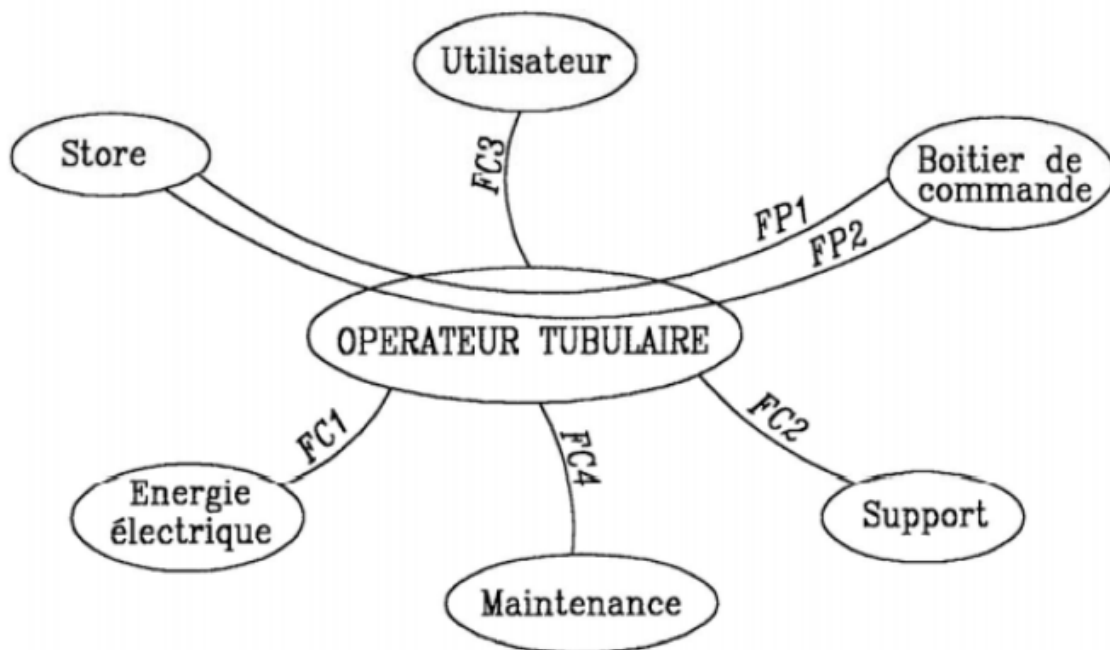 Utilisateur
Store
FC3
Boitier de
commande
FP1
FP2
OPERATEUR TUBULAIRE
FC1
FC4
FC2
Energie
électrique
Support
Maintenance